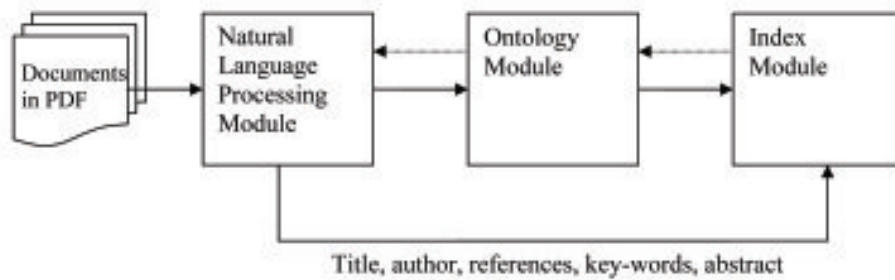 Documents
in PDF
Natural
Language
Processing
Module
Ontology
Module
Index
Module
Title, author, references, key-words, abstract